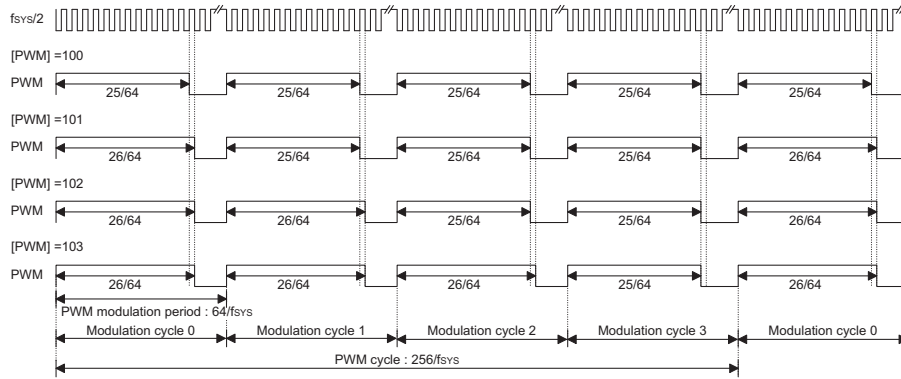 fSYS/2
[PWM] =100
PWM
25/64 25/64 25/64 25/64 25/64
[PWM] =101
PWM
26/64 25/64 25/64 25/64 26/64
[PWM] =102
PWM
26/64 26/64 25/64 25/64 26/64
[PWM] =103
PWM
26/64 26/64 26/64 25/64 26/64
PWM modulation period : 64/fSYS
Modulation cycle 0 Modulation cycle 1 Modulation cycle 2 Modulation cycle 3 Modulation cycle 0
PWM cycle : 256/fSYS